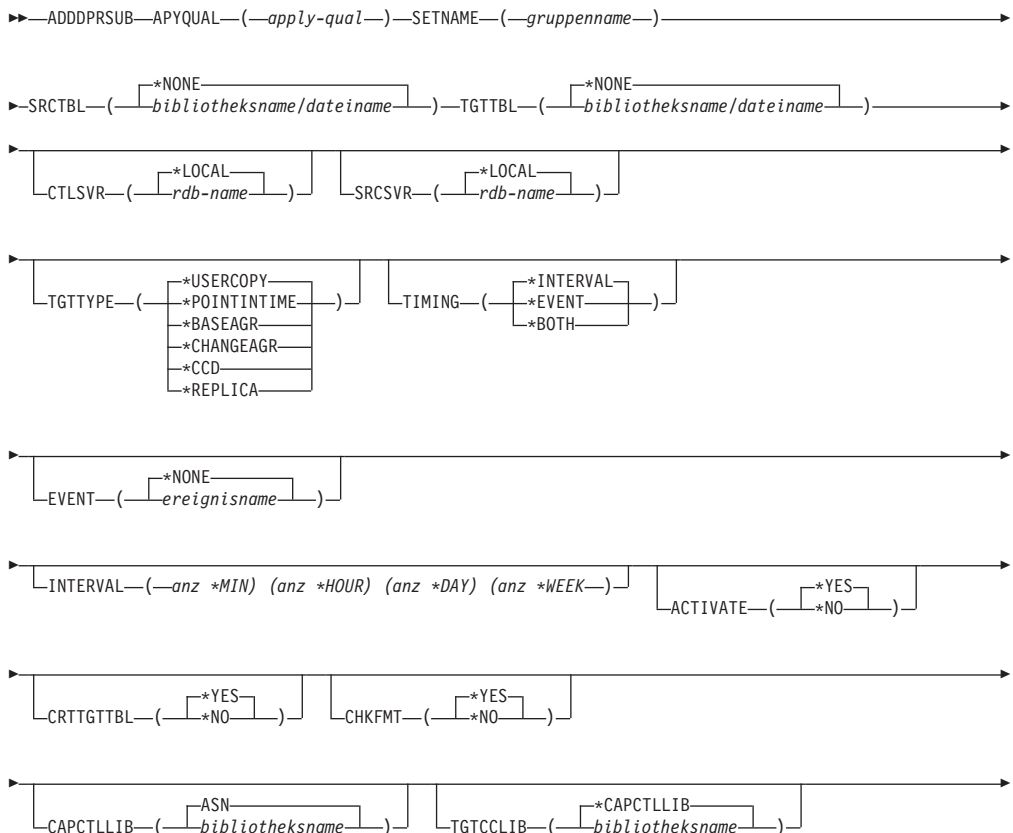 ADDDPRSUB APYQUAL ( apply-qual ) SETNAME ( gruppenname )
*NONE *NONE
SRCTBL ( bibliotheksname/dateiname ) TGTTBL ( bibliotheksname/dateiname )
*LOCAL *LOCAL
CTLSVR ( rdb-name ) SRCSVR ( rdb-name )
*USERCOPY *INTERVAL
TGTTYPE ( *POINTINTIME ) TIMING ( *EVENT )
*BASEAGR *BOTH
*CHANGEAGR
*CCD
*REPLICA
*NONE
EVENT ( ereignisname )
INTERVAL ( anz *MIN) (anz *HOUR) (anz *DAY) (anz *WEEK ) *YES
ACTIVATE ( *NO )
*YES *YES
CRTTGTTBL ( *NO ) CHKFMT ( *NO )
ASN *CAPCTLLIB
CAPCTLLIB ( bibliotheksname ) TGTCCLIB ( bibliotheksname )